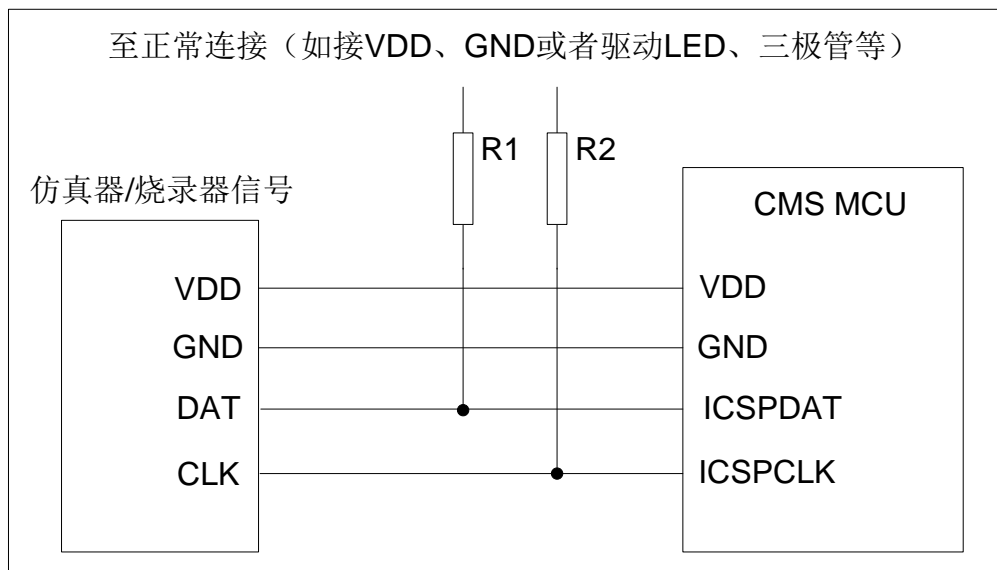 至正常连接（如接VDD、GND或者驱动LED、三极管等）
R1
R2
仿真器/烧录器信号
CMS MCU
VDD
VDD
GND
GND
DAT
ICSPDAT
CLK
ICSPCLK